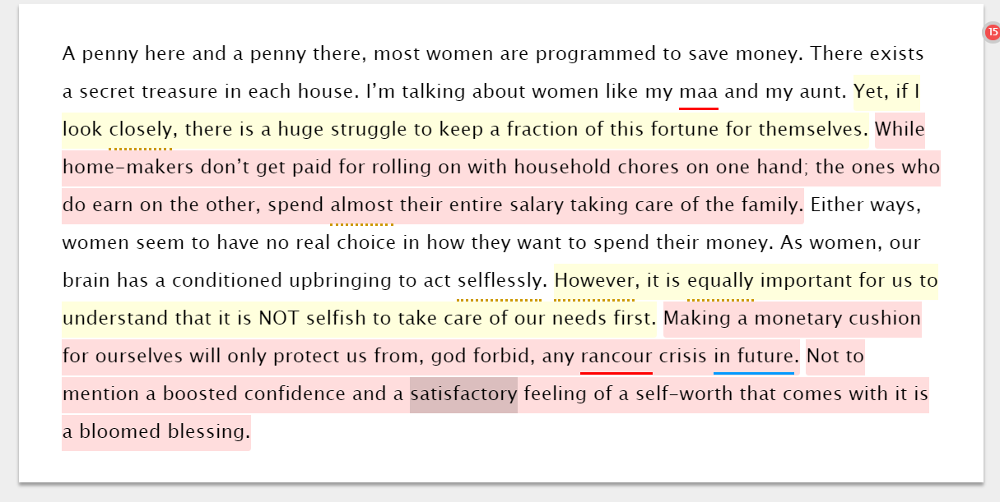 15
A penny here and a penny there, most women are programmed to save money. There exists
a secret treasure in each house. I’m talking about women like my maa and my aunt. Yet, if I
look closely, there is a huge struggle to keep a fraction of this fortune for themselves. While
home-makers don’t get paid for rolling on with household chores on one hand; the ones who
do earn on the other, spend almost their entire salary taking care of the family. Either ways,
women seem to have no real choice in how they want to spend their money. As women, our
brain has a conditioned upbringing to act selflessly. However, it is equally important for us to
understand that it is NOT selfish to take care of our needs first. Making a monetary cushion
for ourselves will only protect us from, god forbid, any rancour crisis in future. Not to
mention a boosted confidence and a satisfactory feeling of a self-worth that comes with it is
a bloomed blessing.